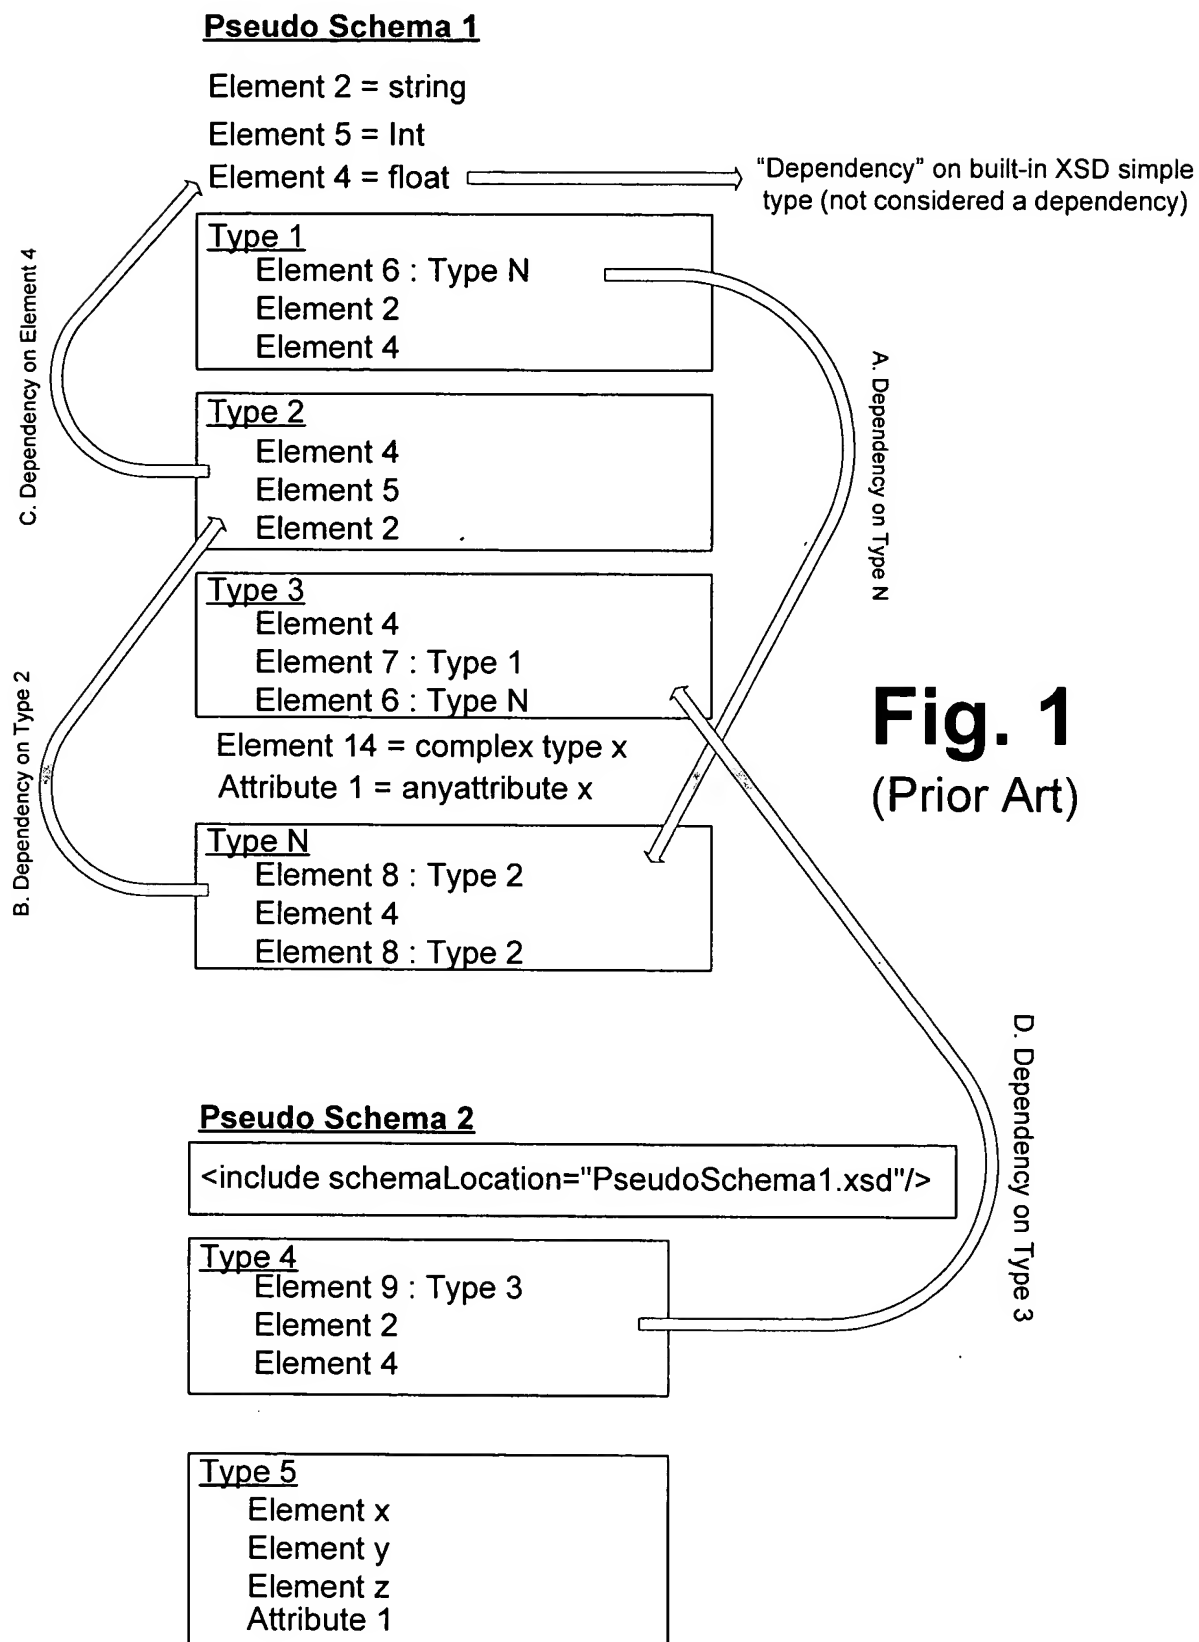 Pseudo Schema 1
Element 2 = string
Element 5 = Int
Element 4 = float
"Dependency" on built-in XSD simple
type (not considered a dependency)
Type 1
Element 6 : Type N
Element 2
Element 4
C. Dependency on Element 4
A. Dependency on Type N
Type 2
Element 4
Element 5
Element 2
Type 3
Element 4
Element 7 : Type 1
Element 6 : Type N
B. Dependency on Type 2
Element 14 = complex type x
Attribute 1 = anyattribute x
Fig. 1
(Prior Art)
Type N
Element 8 : Type 2
Element 4
Element 8 : Type 2
D. Dependency on Type 3
Pseudo Schema 2
<include schemaLocation="PseudoSchema1.xsd"/>
Type 4
Element 9 : Type 3
Element 2
Element 4
Type 5
Element x
Element y
Element z
Attribute 1